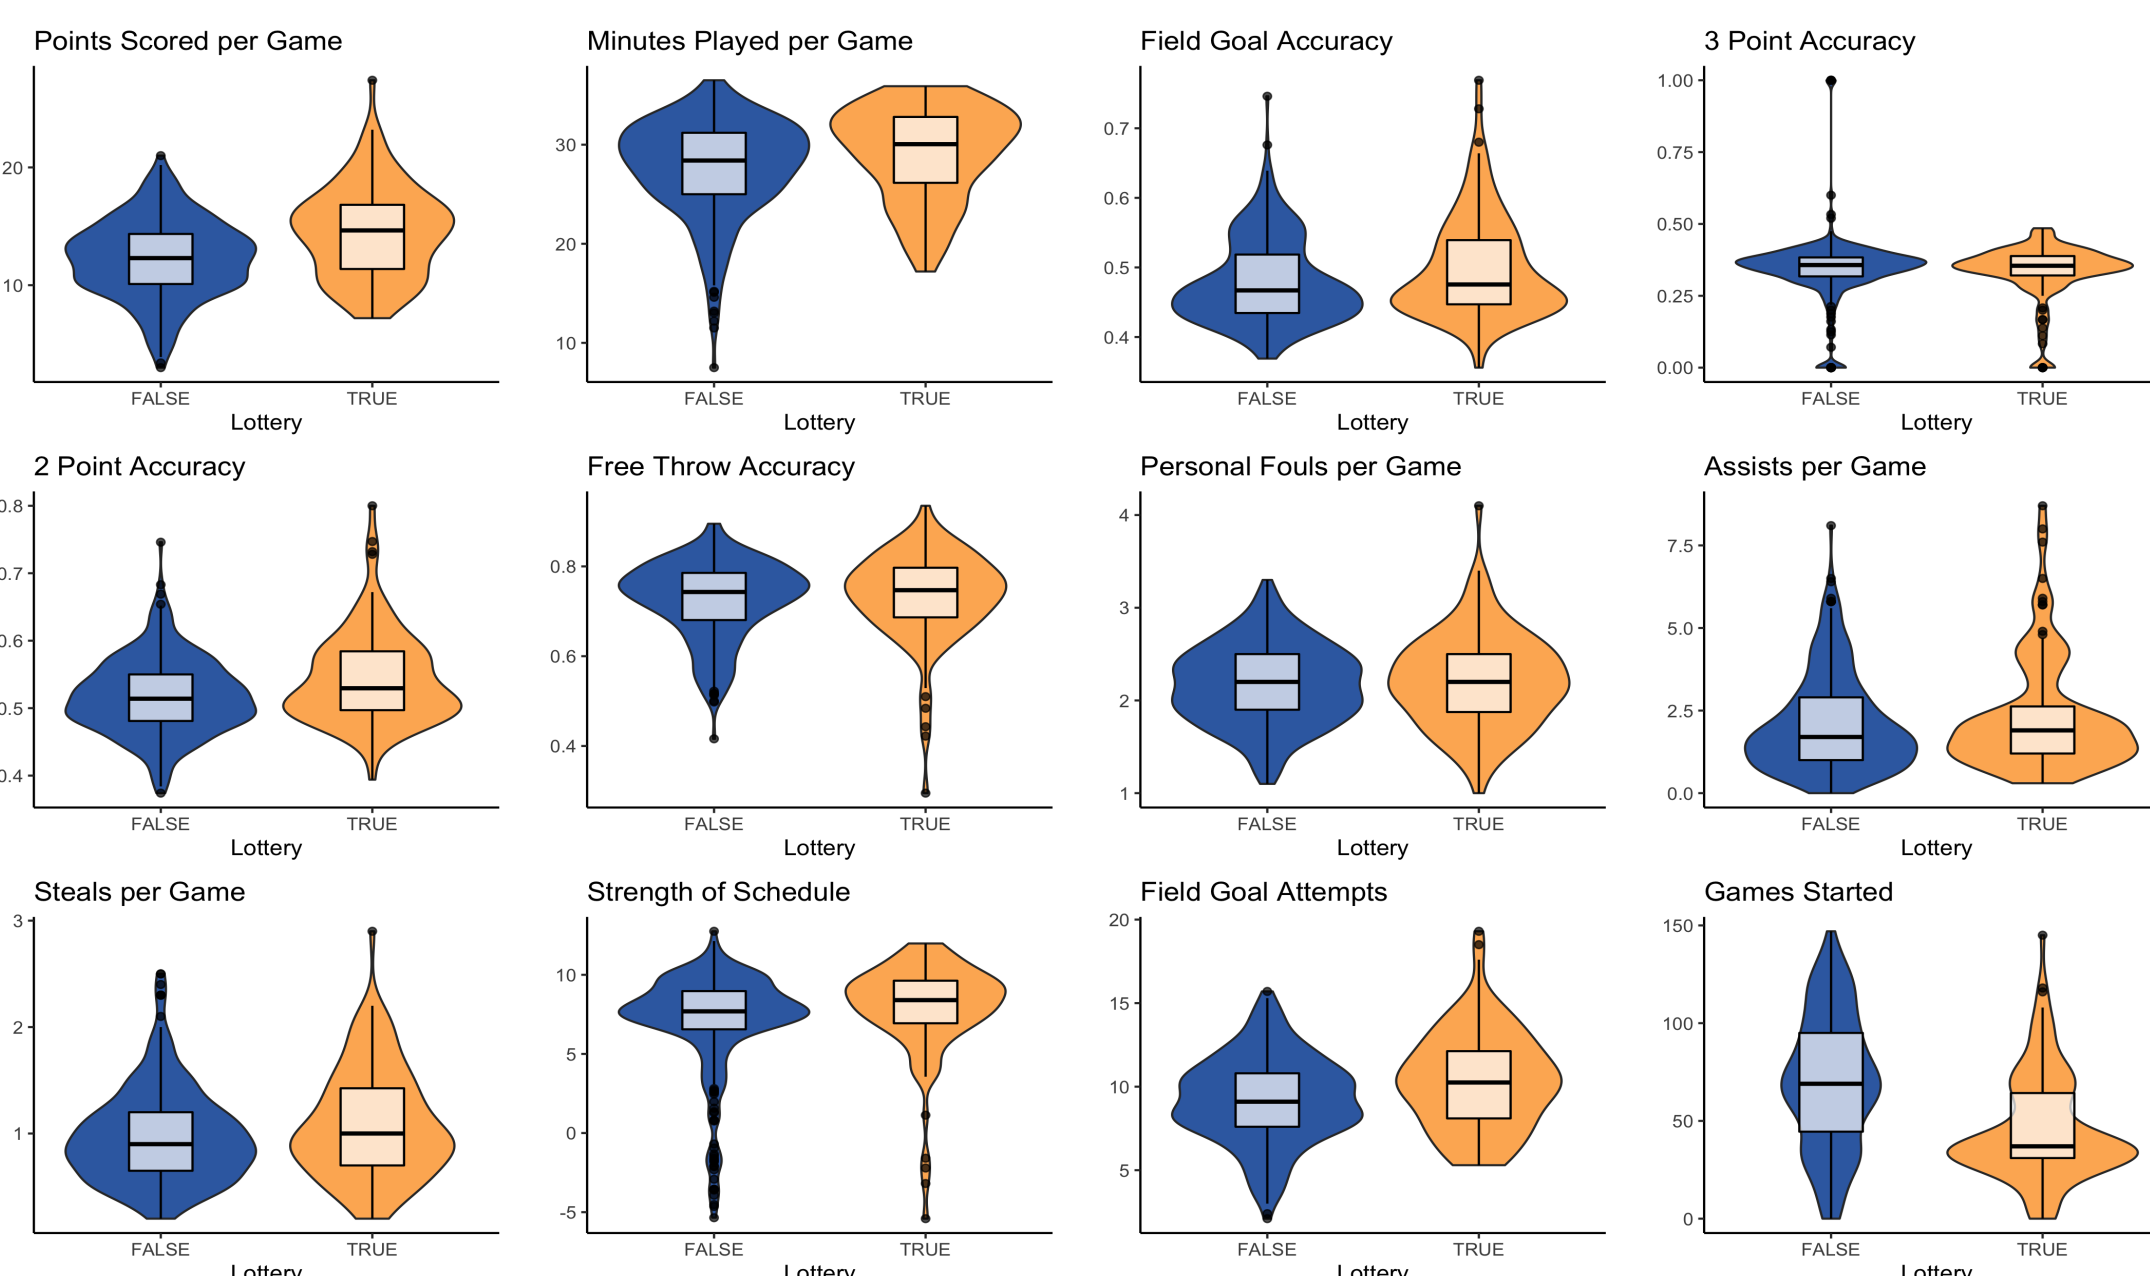 Points Scored per Game
20
10
FALSE TRUE
Lottery
Minutes Played per Game
30
20
10
FALSE TRUE
Lottery
Field Goal Accuracy
0.7
0.6
0.5
0.4
FALSE TRUE
Lottery
3 Point Accuracy
1.00
0.75
0.50
0.25
0.00
FALSE TRUE
Lottery
2 Point Accuracy
0.8
0.7
0.6
0.5
0.4
FALSE TRUE
Lottery
Free Throw Accuracy
0.8
0.6
0.4
FALSE TRUE
Lottery
Personal Fouls per Game
4
3
2
1
FALSE TRUE
Lottery
Assists per Game
7.5
5.0
2.5
0.0
FALSE TRUE
Lottery
Steals per Game
3
2
1
FALSE TRUE
Lottery
Strength of Schedule
10
5
0
-5
FALSE TRUE
Lottery
Field Goal Attempts
20
15
10
5
FALSE TRUE
Lottery
Games Started
150
100
50
0
FALSE TRUE
Lottery